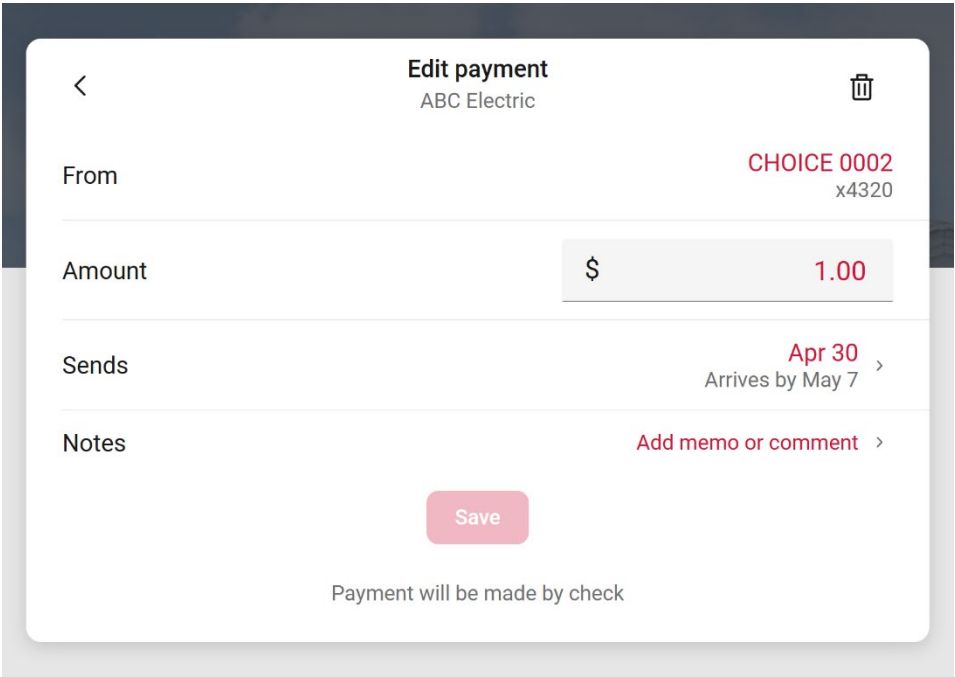 Edit payment
ABC Electric
From
CHOICE 0002
x4320
Amount
$ 1.00
Sends
Apr 30
Arrives by May 7
Notes
Add memo or comment
Save
Payment will be made by check